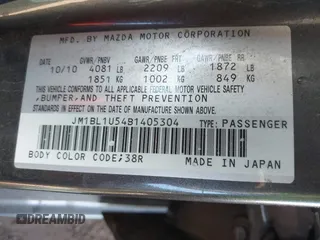 MFD. BY MAZDA MOTOR CORPORATION
DATE GVWR/PNBV GAWR/PNBE FRT GAWR/PNBE RR
10/10 4081 LB 2209 LB 1872 LB
1851 KG 1002 KG 849 KG
THIS VEHICLE CONFORMS TO ALL APPLICABLE FEDERAL MOTOR VEHICLE SAFETY,
BUMPER, AND THEFT PREVENTION
STANDARDS IN EFFECT ON THE DATE OF MANUFACTURE SHOWN ABOVE.
JM1BL1U54B1405304 TYPE: PASSENGER
BODY COLOR CODE: 38R MADE IN JAPAN
DREAMBID